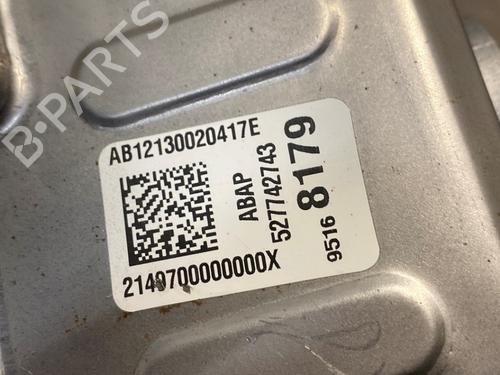 B-PARTS
AB12130020417E
ABAP
527742743
9516 8179
2140700000000X